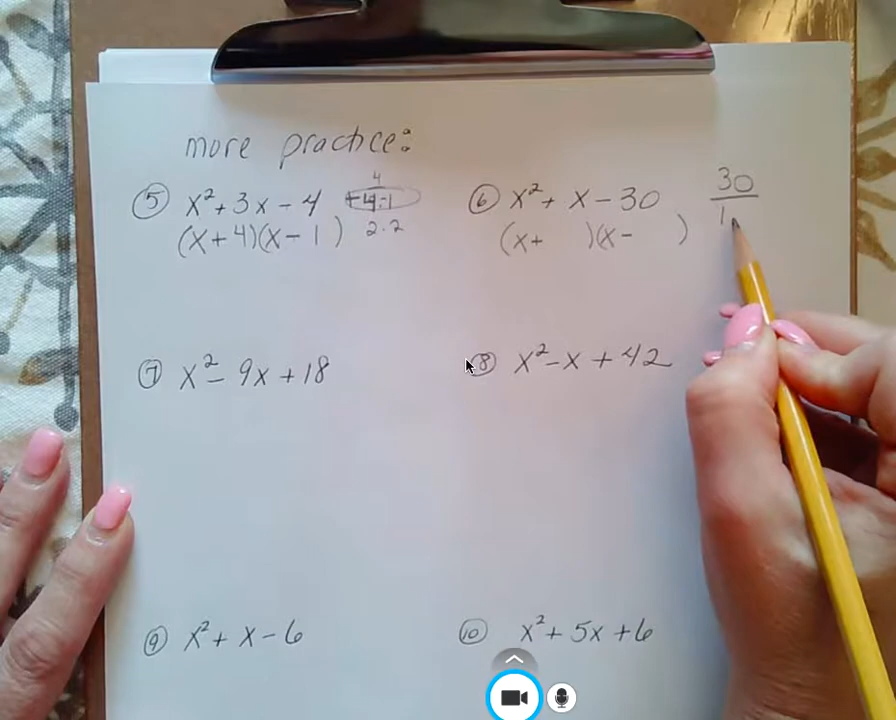 more practice:
⑤ x² + 3x - 4
4
+4·-1
(x + 4)(x - 1)
2·2
⑥ x² + x - 30
30
(x +    )(x -    )
1
⑦ x² - 9x + 18
⑧ x² - x + 42
⑨ x² + x - 6
⑩ x² + 5x + 6